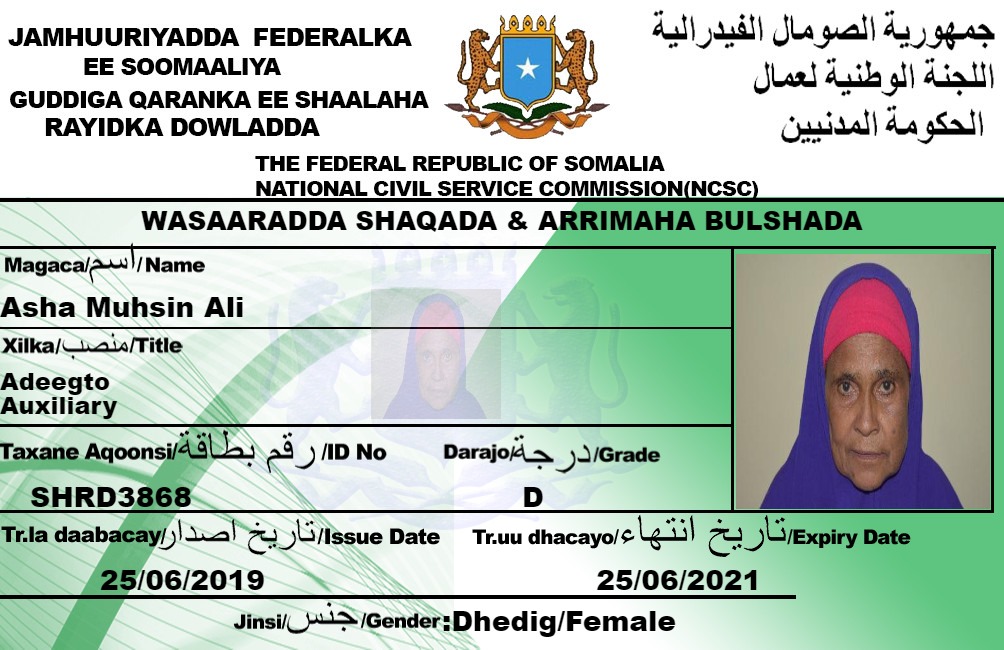 JAMHUURIYADDA FEDERALKA
EE SOOMAALIYA
GUDDIGA QARANKA EE SHAALAHA
RAYIDKA DOWLADDA
جمهورية الصومال الفيدرالية
اللجنة الوطنية لعمال
الحكومة المدنيين
THE FEDERAL REPUBLIC OF SOMALIA
NATIONAL CIVIL SERVICE COMMISSION(NCSC)
WASAARADDA SHAQADA & ARRIMAHA BULSHADA
Magaca/اسم/Name
Asha Muhsin Ali
Xilka/منصب/Title
Adeegto
Auxiliary
Taxane Aqoonsi/رقم بطاقة/ID No
SHRD3868
Darajo/درجة/Grade
D
Tr.la daabacay/تاريخ اصدار/Issue Date
25/06/2019
Tr.uu dhacayo/تاريخ انتهاء/Expiry Date
25/06/2021
Jinsi/جنس/Gender:Dhedig/Female